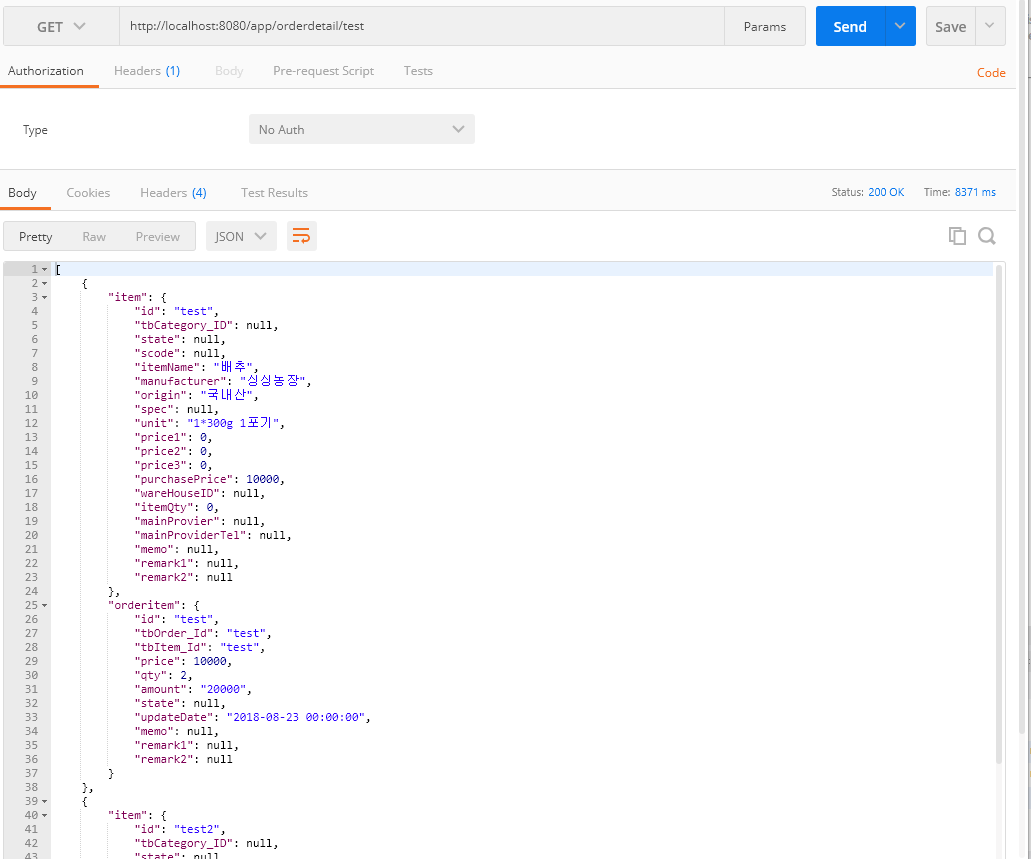 GET http://localhost:8080/app/orderdetail/test Params Send Save
Authorization Headers (1) Body Pre-request Script Tests Code
Type No Auth
Body Cookies Headers (4) Test Results Status: 200 OK Time: 8371 ms
Pretty Raw Preview JSON
1 [
2 {
3 "item": {
4 "id": "test",
5 "tbCategory_ID": null,
6 "state": null,
7 "scode": null,
8 "itemName": "배추",
9 "manufacturer": "싱싱농장",
10 "origin": "국내산",
11 "spec": null,
12 "unit": "1*300g 1포기",
13 "price1": 0,
14 "price2": 0,
15 "price3": 0,
16 "purchasePrice": 10000,
17 "wareHouseID": null,
18 "itemQty": 0,
19 "mainProvier": null,
20 "mainProviderTel": null,
21 "memo": null,
22 "remark1": null,
23 "remark2": null
24 },
25 "orderitem": {
26 "id": "test",
27 "tbOrder_Id": "test",
28 "tbItem_Id": "test",
29 "price": 10000,
30 "qty": 2,
31 "amount": "20000",
32 "state": null,
33 "updateDate": "2018-08-23 00:00:00",
34 "memo": null,
35 "remark1": null,
36 "remark2": null
37 }
38 },
39 {
40 "item": {
41 "id": "test2",
42 "tbCategory_ID": null,
43 "state": null